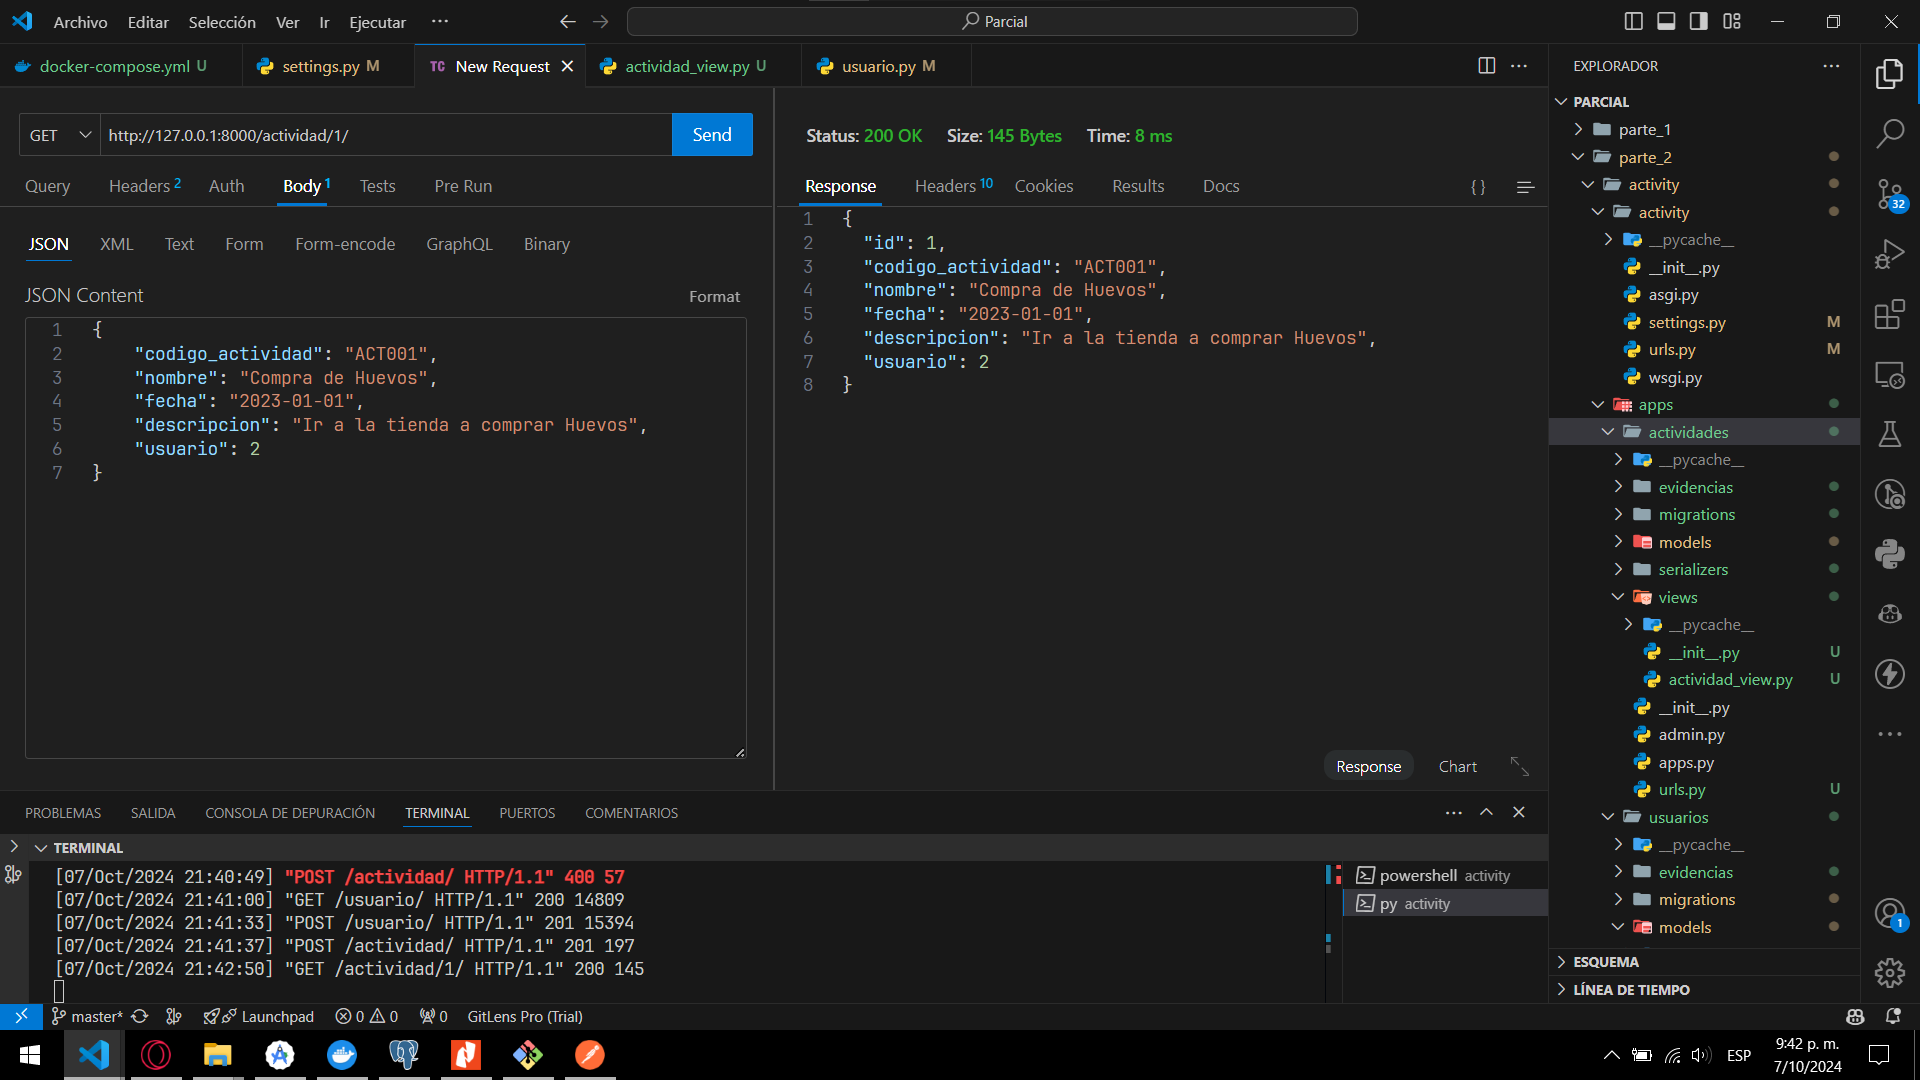 Archivo Editar Selección Ver Ir Ejecutar ··· Parcial
docker-compose.yml U settings.py M TC New Request actividad_view.py U usuario.py M
GET http://127.0.0.1:8000/actividad/1/ Send
Query Headers 2 Auth Body 1 Tests Pre Run
JSON XML Text Form Form-encode GraphQL Binary
JSON Content Format
1 {
2 "codigo_actividad": "ACT001",
3 "nombre": "Compra de Huevos",
4 "fecha": "2023-01-01",
5 "descripcion": "Ir a la tienda a comprar Huevos",
6 "usuario": 2
7 }
Status: 200 OK Size: 145 Bytes Time: 8 ms
Response Headers 10 Cookies Results Docs { }
1 {
2 "id": 1,
3 "codigo_actividad": "ACT001",
4 "nombre": "Compra de Huevos",
5 "fecha": "2023-01-01",
6 "descripcion": "Ir a la tienda a comprar Huevos",
7 "usuario": 2
8 }
Response Chart
PROBLEMAS SALIDA CONSOLA DE DEPURACIÓN TERMINAL PUERTOS COMENTARIOS
TERMINAL
[07/Oct/2024 21:40:49] "POST /actividad/ HTTP/1.1" 400 57
[07/Oct/2024 21:41:00] "GET /usuario/ HTTP/1.1" 200 14809
[07/Oct/2024 21:41:33] "POST /usuario/ HTTP/1.1" 201 15394
[07/Oct/2024 21:41:37] "POST /actividad/ HTTP/1.1" 201 197
[07/Oct/2024 21:42:50] "GET /actividad/1/ HTTP/1.1" 200 145
powershell activity
py activity
EXPLORADOR
PARCIAL
parte_1
parte_2
activity
activity
__pycache__
__init__.py
asgi.py
settings.py M
urls.py M
wsgi.py
apps
actividades
__pycache__
evidencias
migrations
models
serializers
views
__pycache__
__init__.py U
actividad_view.py U
__init__.py
admin.py
apps.py
urls.py U
usuarios
__pycache__
evidencias
migrations
models
ESQUEMA
LÍNEA DE TIEMPO
32
1
master* Launchpad 0 0 0 GitLens Pro (Trial)
ESP 9:42 p. m.
7/10/2024